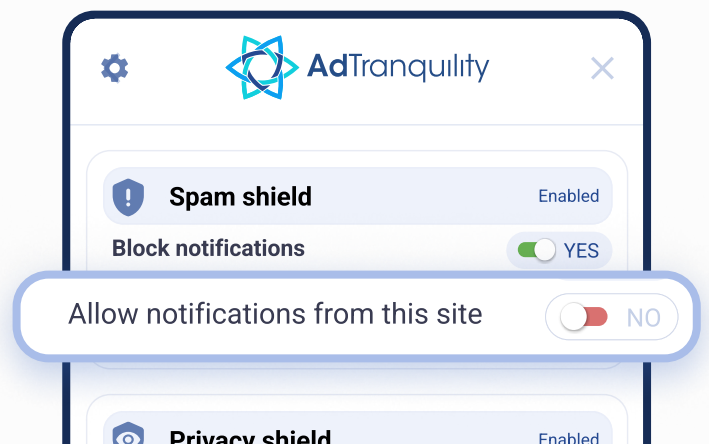 AdTranquility
Spam shield
Enabled
Block notifications
YES
Allow notifications from this site
NO
Privacy shield
Enabled